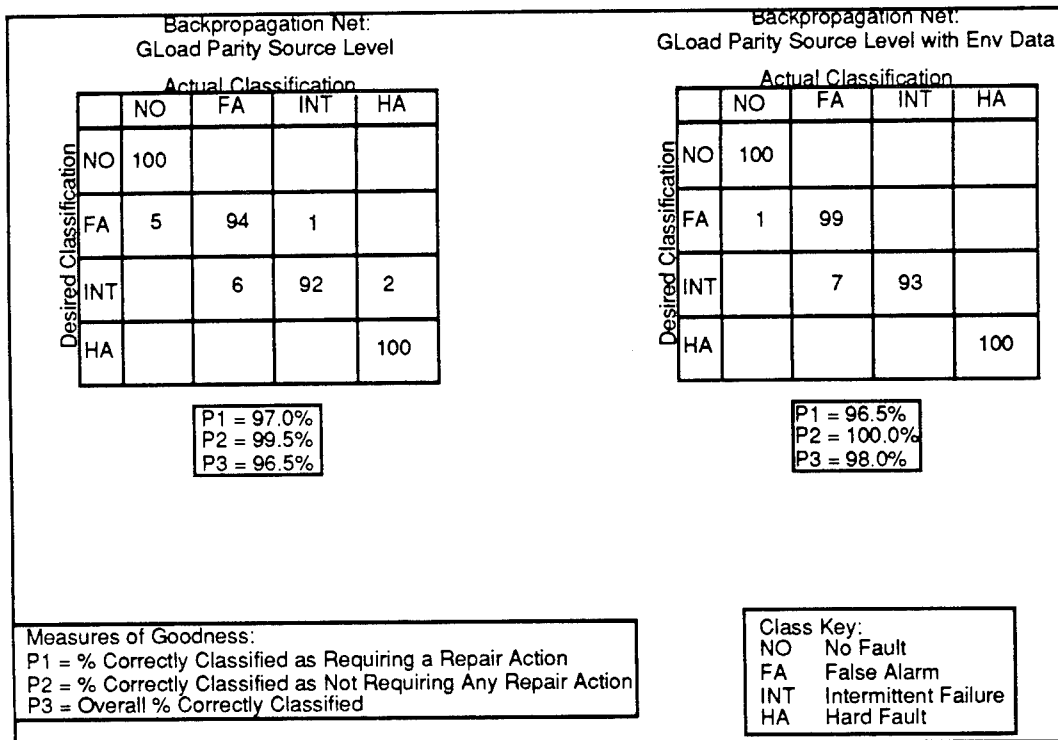 Backpropagation Net:
GLoad Parity Source Level
Actual Classification
NO FA INT HA
Desired Classification
NO 100
FA 5 94 1
INT 6 92 2
HA 100
P1 = 97.0%
P2 = 99.5%
P3 = 96.5%
Backpropagation Net:
GLoad Parity Source Level with Env Data
Actual Classification
NO FA INT HA
Desired Classification
NO 100
FA 1 99
INT 7 93
HA 100
P1 = 96.5%
P2 = 100.0%
P3 = 98.0%
Measures of Goodness:
P1 = % Correctly Classified as Requiring a Repair Action
P2 = % Correctly Classified as Not Requiring Any Repair Action
P3 = Overall % Correctly Classified
Class Key:
NO No Fault
FA False Alarm
INT Intermittent Failure
HA Hard Fault